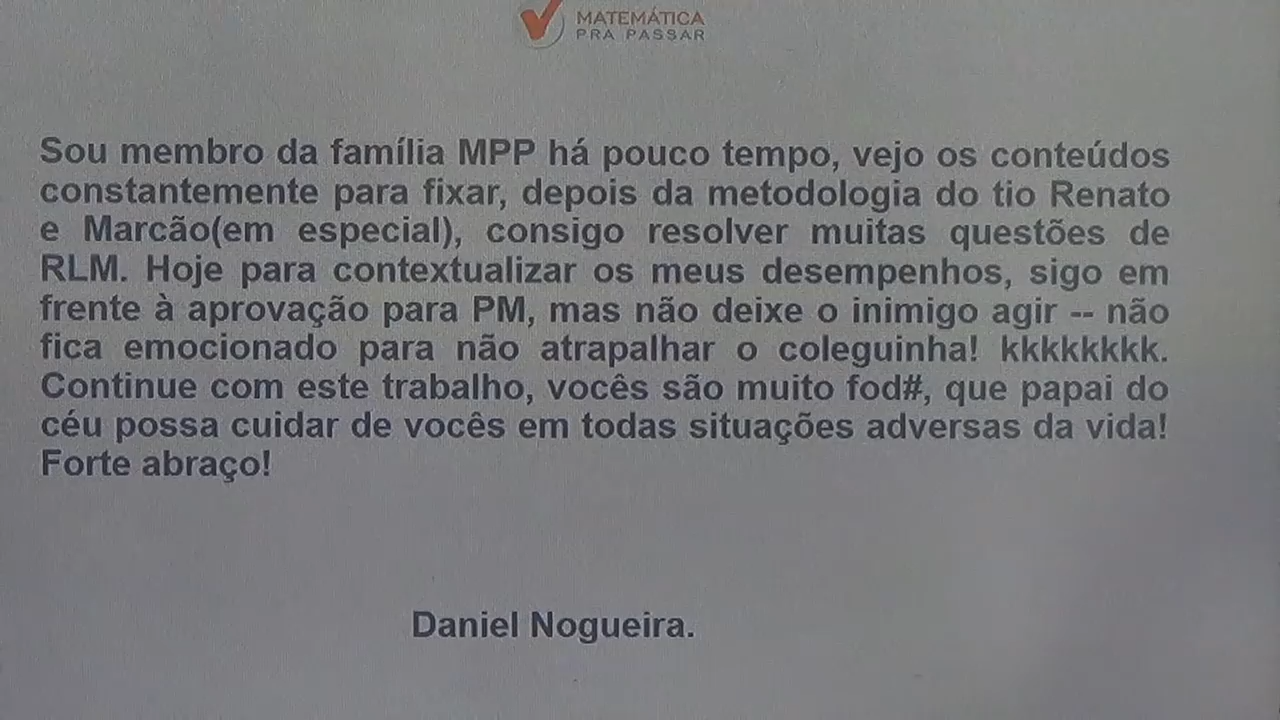 MATEMÁTICA
PRA PASSAR
Sou membro da família MPP há pouco tempo, vejo os conteúdos
constantemente para fixar, depois da metodologia do tio Renato
e Marcão(em especial), consigo resolver muitas questões de
RLM. Hoje para contextualizar os meus desempenhos, sigo em
frente à aprovação para PM, mas não deixe o inimigo agir -- não
fica emocionado para não atrapalhar o coleguinha! kkkkkkkk.
Continue com este trabalho, vocês são muito fod#, que papai do
céu possa cuidar de vocês em todas situações adversas da vida!
Forte abraço!
Daniel Nogueira.